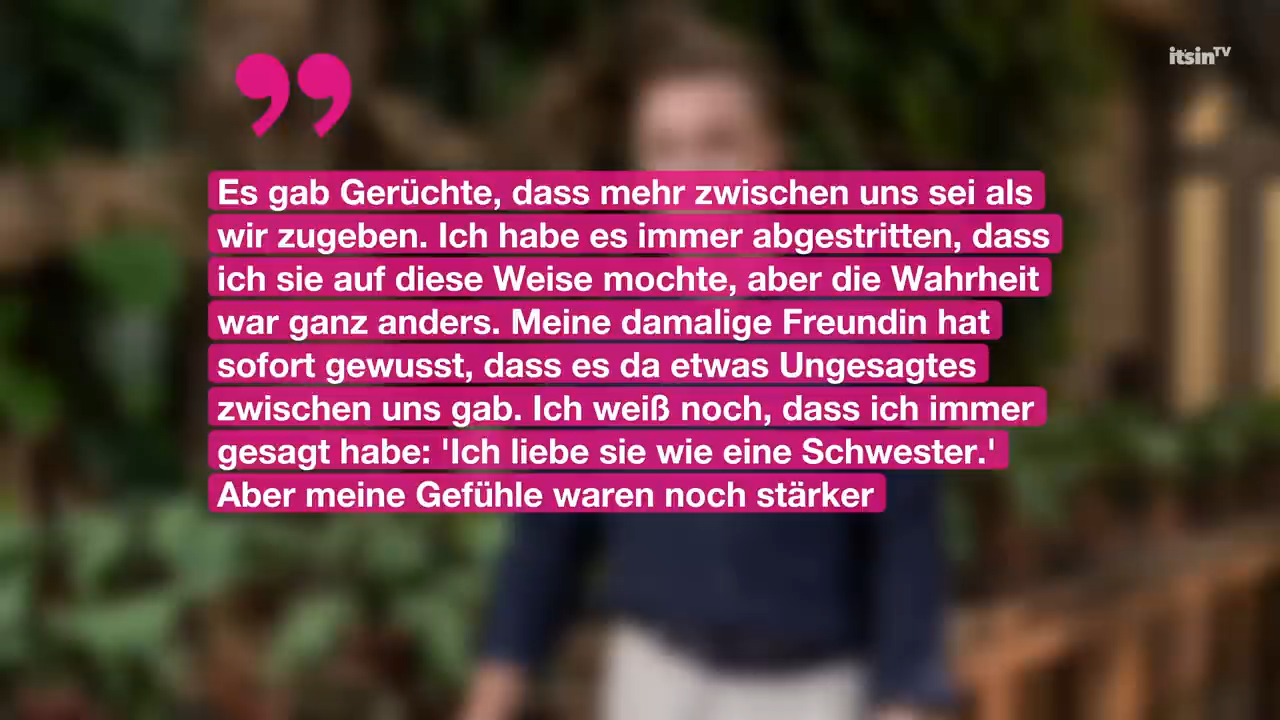 itsinTV
”
Es gab Gerüchte, dass mehr zwischen uns sei als
wir zugeben. Ich habe es immer abgestritten, dass
ich sie auf diese Weise mochte, aber die Wahrheit
war ganz anders. Meine damalige Freundin hat
sofort gewusst, dass es da etwas Ungesagtes
zwischen uns gab. Ich weiß noch, dass ich immer
gesagt habe: 'Ich liebe sie wie eine Schwester.'
Aber meine Gefühle waren noch stärker